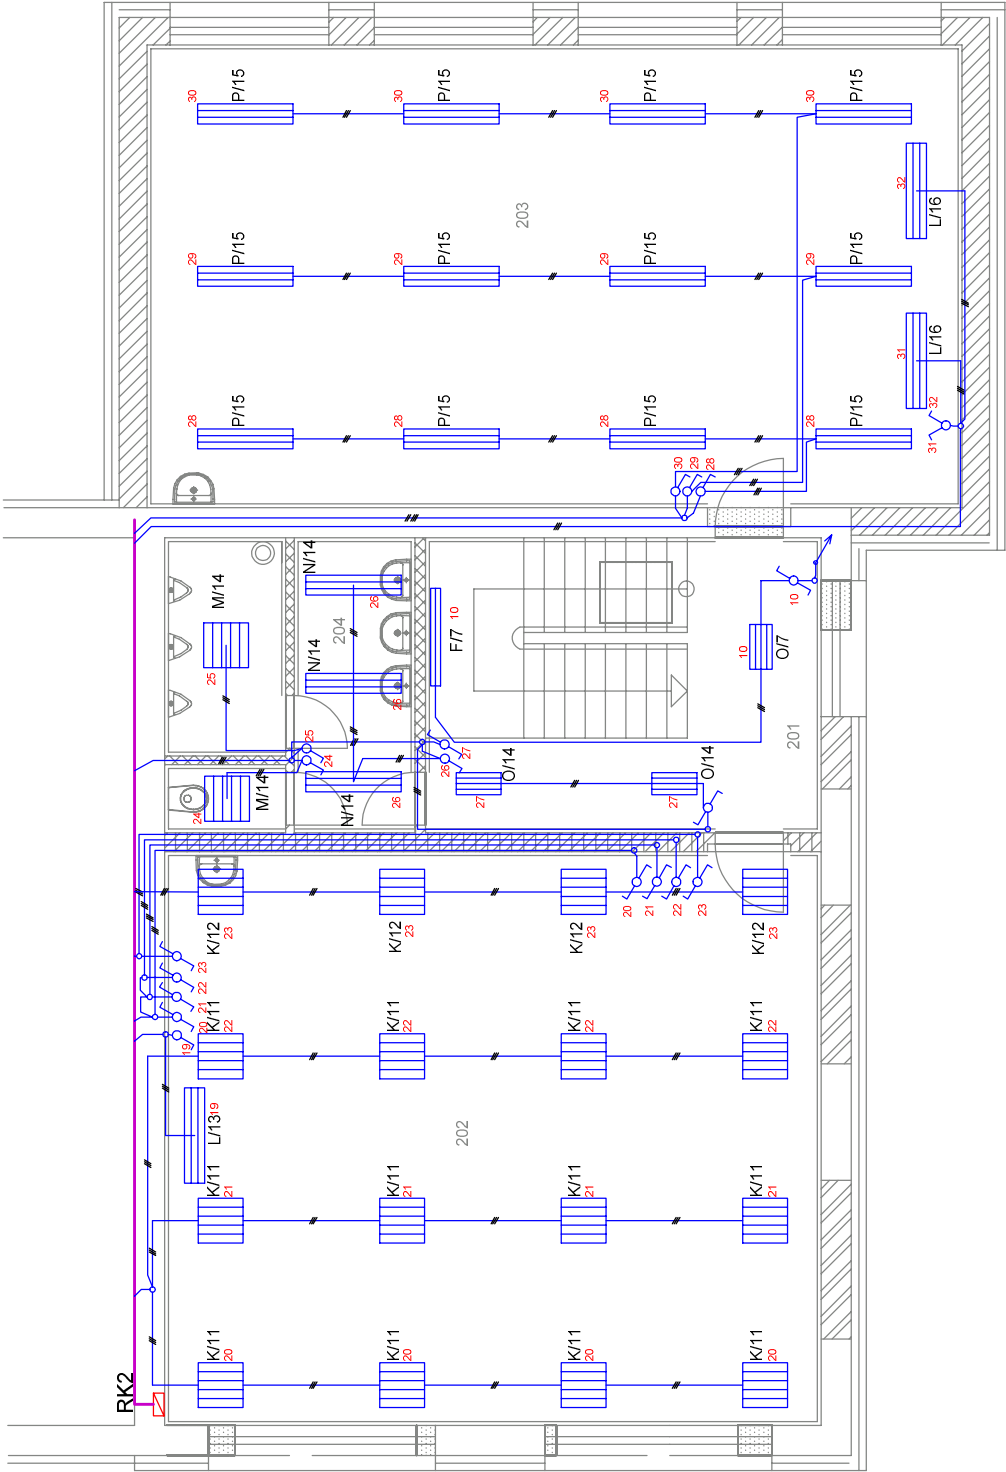 30
P/15
30
P/15
30
P/15
30
P/15
32
L/16
203
29
P/15
29
P/15
29
P/15
29
P/15
31
L/16
28
P/15
28
P/15
28
P/15
28
P/15
32
31
30
29
28
M/14
25
N/14
26
204
N/14
26
F/7
10
10
10
O/7
201
25
24
27
26
M/14
24
N/14
26
O/14
27
O/14
27
K/12
23
K/12
23
K/12
23
K/12
23
20
21
22
23
23
22
21
20
19
K/11
22
K/11
22
K/11
22
K/11
22
L/13
19
202
K/11
21
K/11
21
K/11
21
K/11
21
K/11
20
K/11
20
K/11
20
K/11
20
RK2